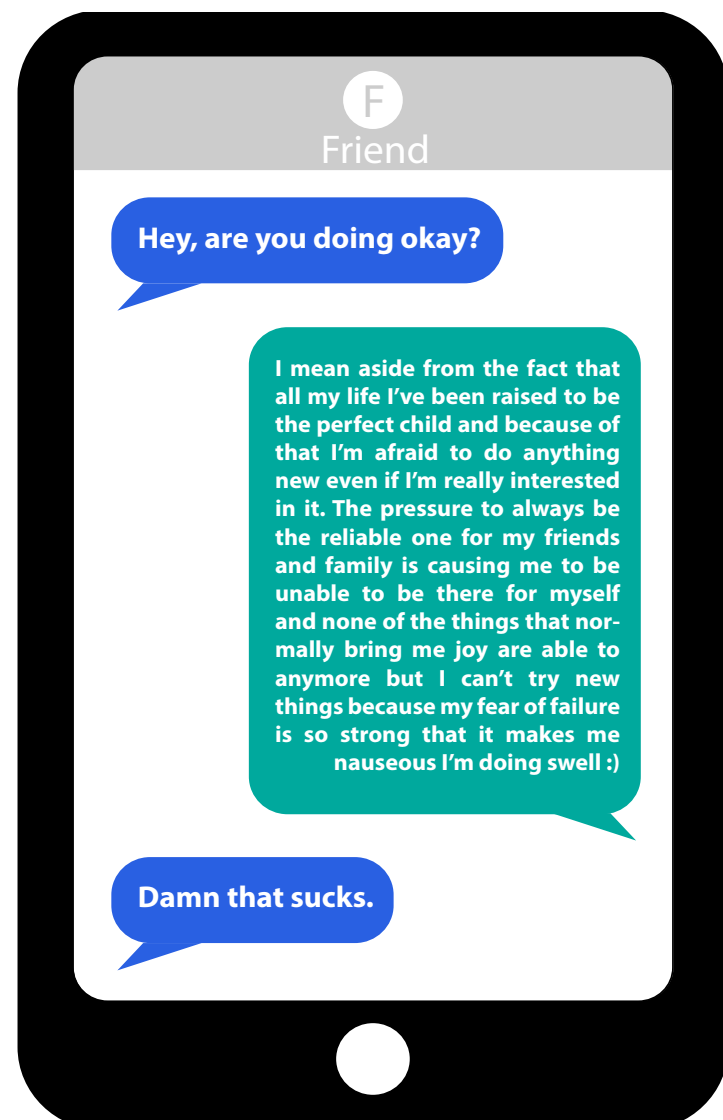 F
Friend
Hey, are you doing okay?
I mean aside from the fact that
all my life I’ve been raised to be
the perfect child and because of
that I’m afraid to do anything
new even if I’m really interested
in it. The pressure to always be
the reliable one for my friends
and family is causing me to be
unable to be there for myself
and none of the things that nor-
mally bring me joy are able to
anymore but I can’t try new
things because my fear of failure
is so strong that it makes me
nauseous I’m doing swell :)
Damn that sucks.